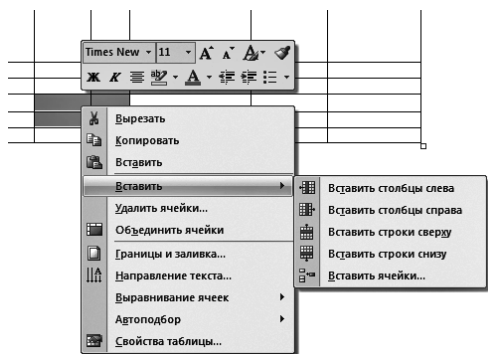 Times New 11 A A A
Ж К ab A
Вырезать
Копировать
Вставить
Вставить
Вставить столбцы слева
Удалить ячейки...
Вставить столбцы справа
Объединить ячейки
Вставить строки сверху
Границы и заливка...
Вставить строки снизу
Направление текста...
Вставить ячейки...
Выравнивание ячеек
Автоподбор
Свойства таблицы...